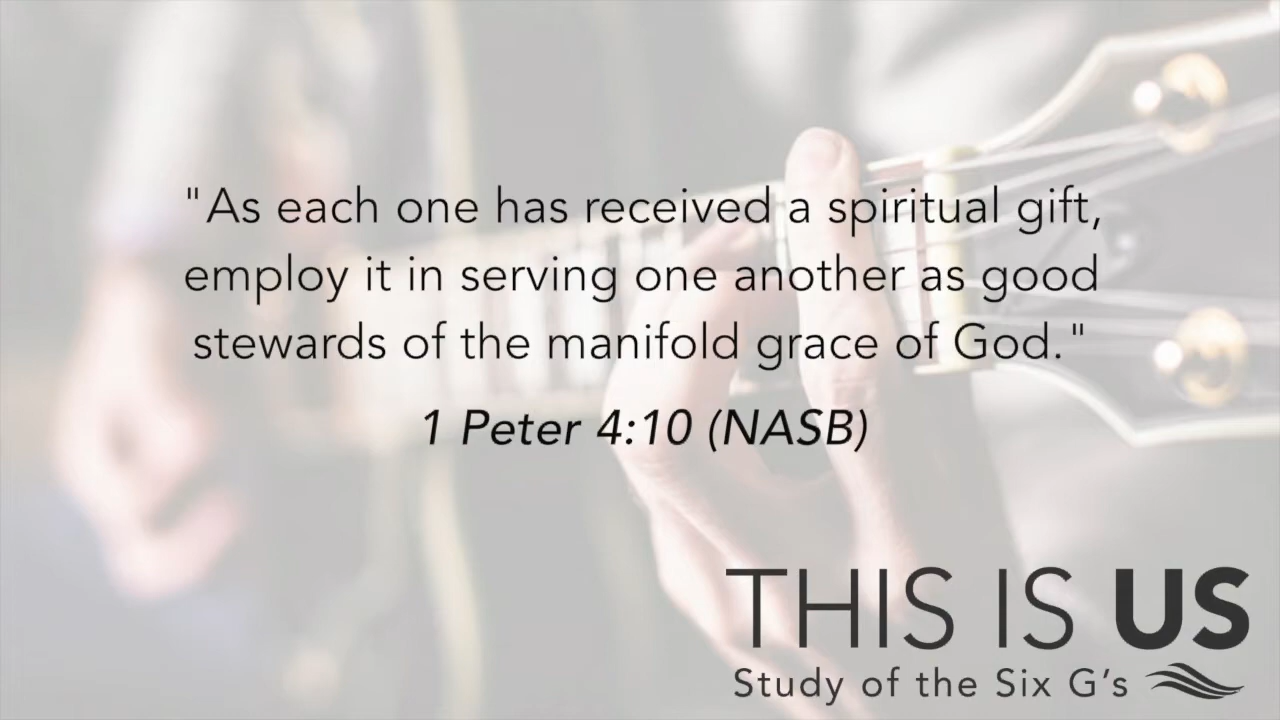 "As each one has received a spiritual gift,
employ it in serving one another as good
stewards of the manifold grace of God."
1 Peter 4:10 (NASB)
THIS IS US
Study of the Six G’s